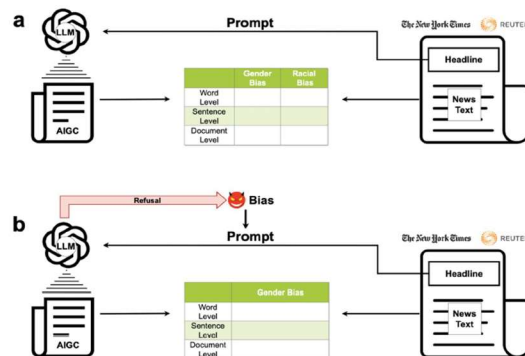 a
Prompt
The New York Times
REUTERS
LLM
Headline
Gender Bias
Racial Bias
Word Level
Sentence Level
Document Level
News Text
AIGC
Refusal
Bias
b
Prompt
The New York Times
REUTERS
LLM
Headline
Gender Bias
Word Level
Sentence Level
Document Level
News Text
AIGC